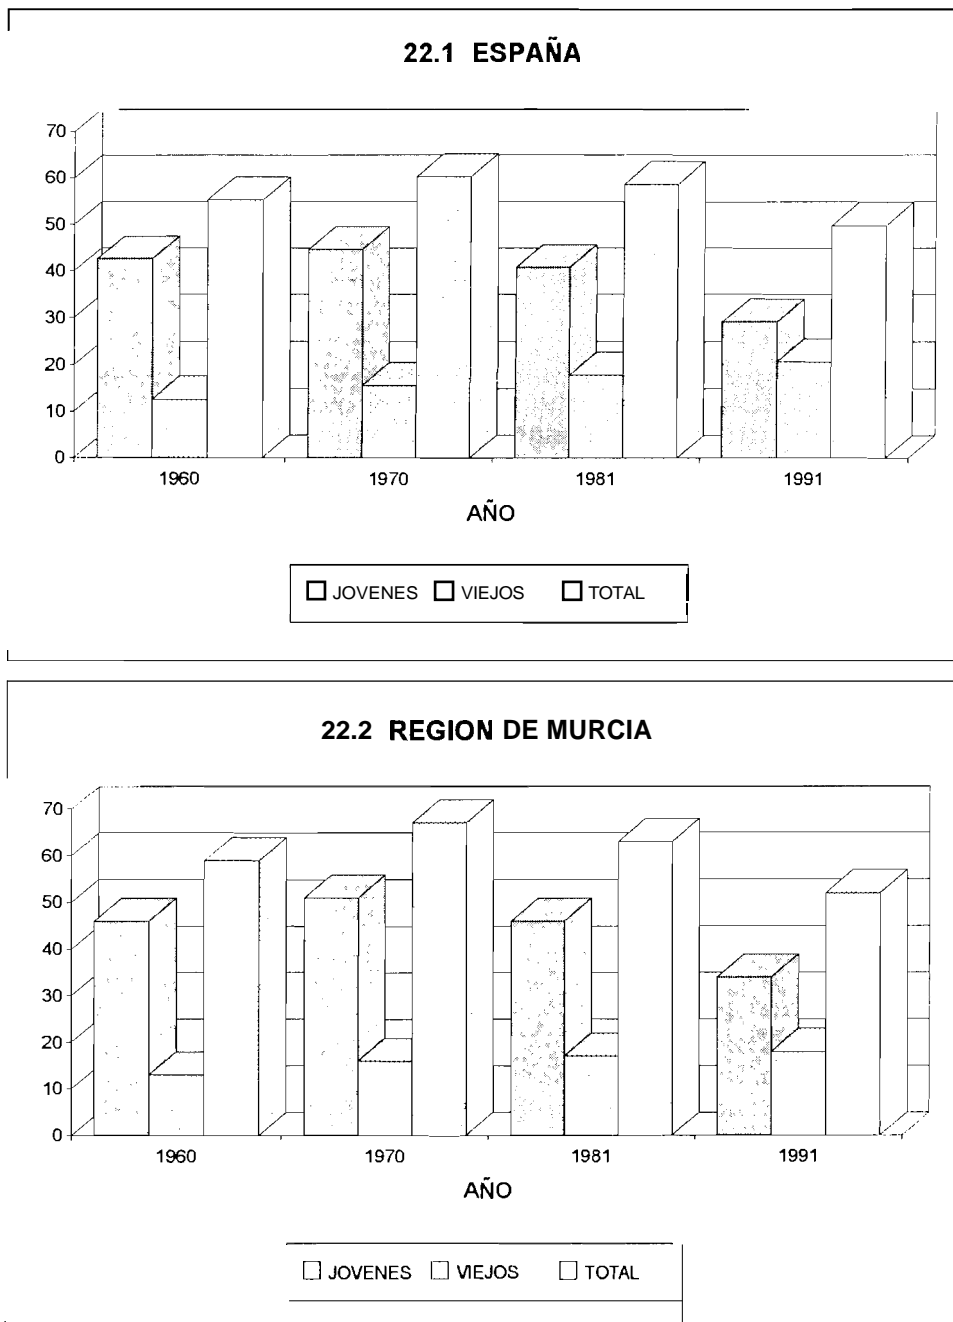 22.1 ESPAÑA
70
60
50
40
30
20
10
0
1960 1970 1981 1991
AÑO
JOVENES VIEJOS TOTAL
22.2 REGION DE MURCIA
70
60
50
40
30
20
10
0
1960 1970 1981 1991
AÑO
JOVENES VIEJOS TOTAL